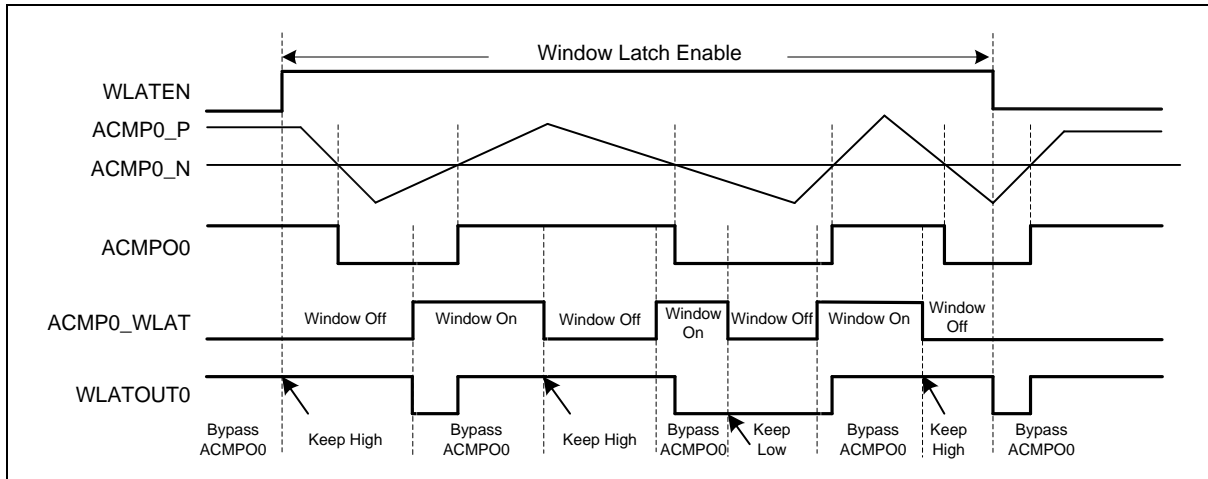 Window Latch Enable
WLATEN
ACMP0_P
ACMP0_N
ACMPO0
ACMP0_WLAT
Window Off
Window On
Window Off
Window
On
Window Off
Window On
Window
Off
WLATOUT0
Bypass
ACMPO0
Keep High
Bypass
ACMPO0
Keep High
Bypass
ACMPO0
Keep
Low
Bypass
ACMPO0
Keep
High
Bypass
ACMPO0